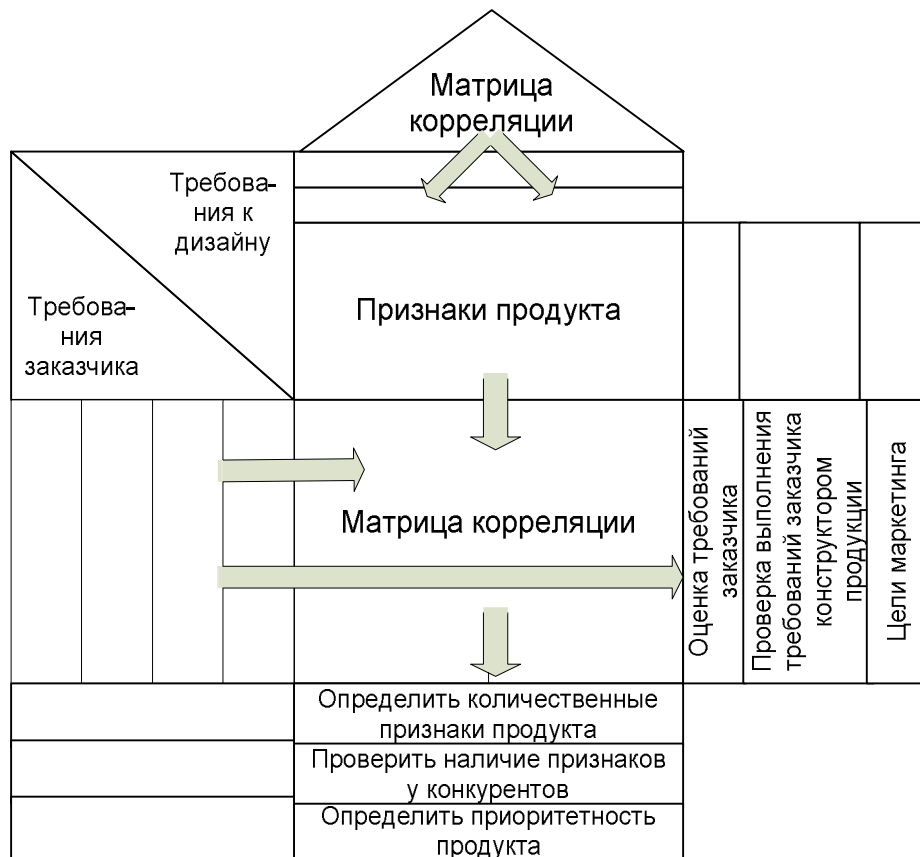 Матрица
корреляции
Требова-
ния к
дизайну
Требова-
ния
заказчика
Признаки продукта
Матрица корреляции
Оценка требований
заказчика
Проверка выполнения
требований заказчика
конструктором
продукции
Цели маркетинга
Определить количественные
признаки продукта
Проверить наличие признаков
у конкурентов
Определить приоритетность
продукта